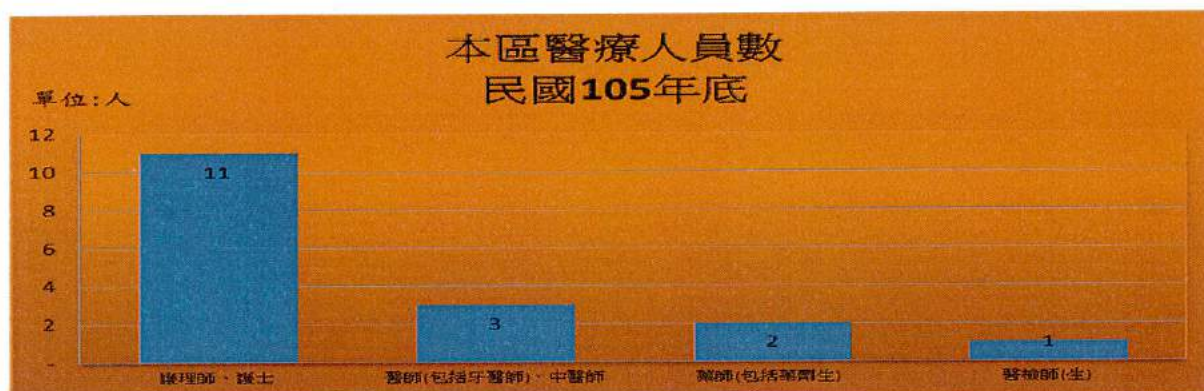 本區醫療人員數
民國105年底
單位:人
12
10
8
6
4
2
-
11
3
2
1
護理師、護士
醫師(包括牙醫師)、中醫師
藥師(包括藥劑生)
醫檢師(生)